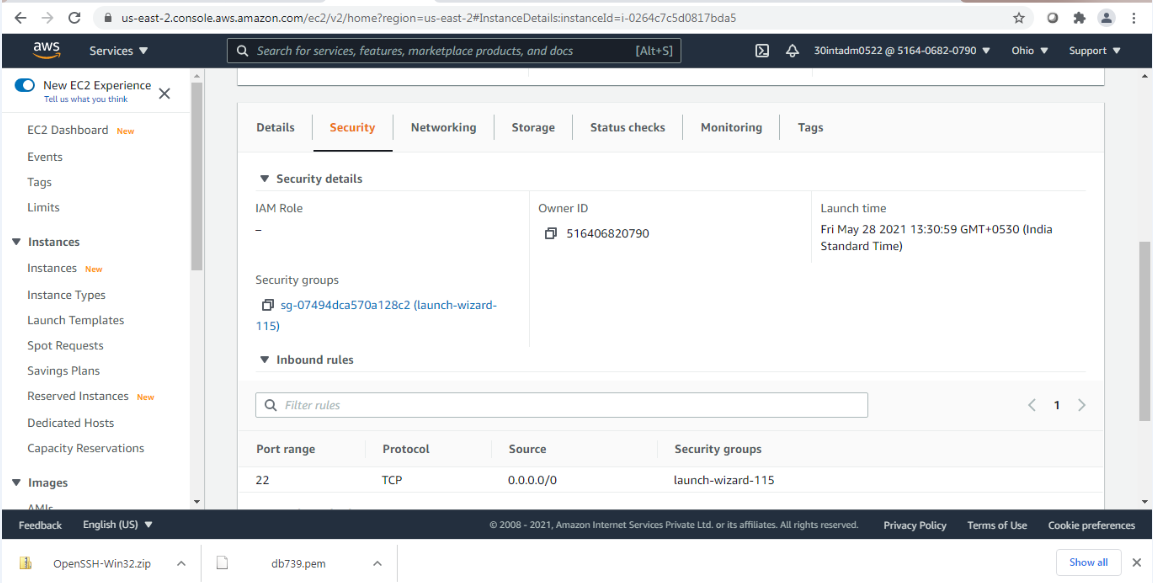 us-east-2.console.aws.amazon.com/ec2/v2/home?region=us-east-2#InstanceDetails:instanceId=i-0264c7c5d0817bda5
aws Services ▼ Search for services, features, marketplace products, and docs [Alt+S] 30intadm0522 @ 5164-0682-0790 ▼ Ohio ▼ Support ▼
New EC2 Experience
Tell us what you think
EC2 Dashboard New
Events
Tags
Limits
Instances
Instances New
Instance Types
Launch Templates
Spot Requests
Savings Plans
Reserved Instances New
Dedicated Hosts
Capacity Reservations
Images
AMIs
Details Security Networking Storage Status checks Monitoring Tags
Security details
IAM Role
–
Owner ID
516406820790
Launch time
Fri May 28 2021 13:30:59 GMT+0530 (India
Standard Time)
Security groups
sg-07494dca570a128c2 (launch-wizard-
115)
Inbound rules
Filter rules
1
Port range Protocol Source Security groups
22 TCP 0.0.0.0/0 launch-wizard-115
Feedback English (US) ▼ © 2008 - 2021, Amazon Internet Services Private Ltd. or its affiliates. All rights reserved. Privacy Policy Terms of Use Cookie preferences
OpenSSH-Win32.zip db739.pem Show all